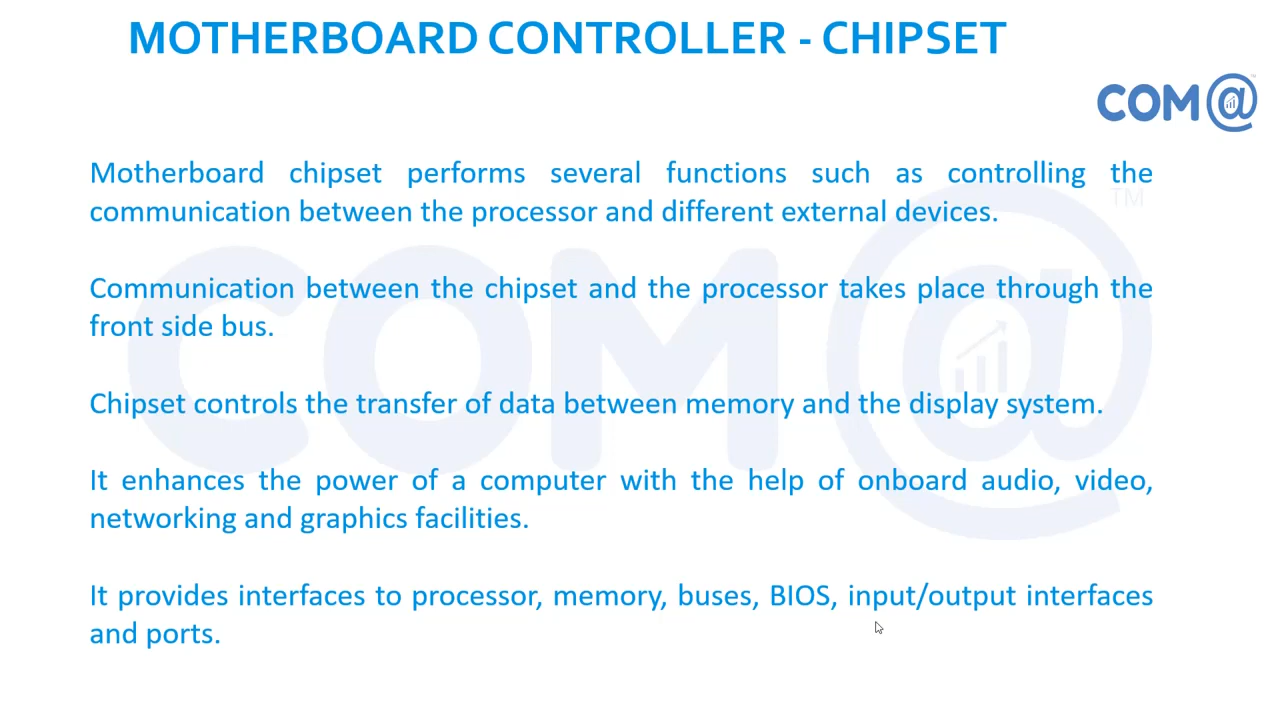 MOTHERBOARD CONTROLLER - CHIPSET
COM@
Motherboard chipset performs several functions such as controlling the
communication between the processor and different external devices.
Communication between the chipset and the processor takes place through the
front side bus.
Chipset controls the transfer of data between memory and the display system.
It enhances the power of a computer with the help of onboard audio, video,
networking and graphics facilities.
It provides interfaces to processor, memory, buses, BIOS, input/output interfaces
and ports.
COM@ TM